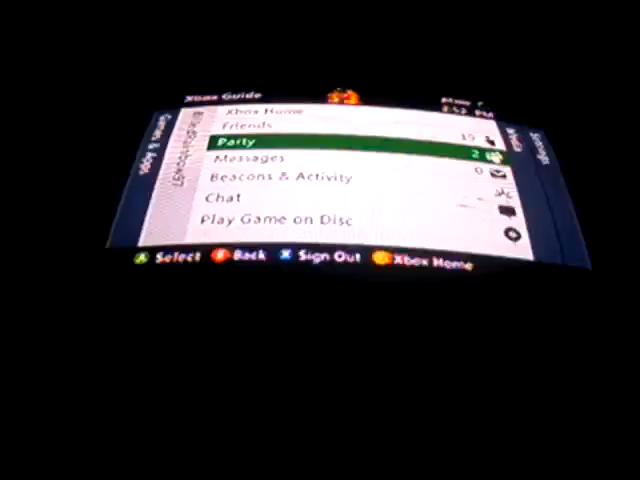 Xbox Guide
PM
Xbox Home
Friends 19
Party 2
Messages 0
Beacons & Activity
Chat
Play Game on Disc
Games & Apps
Settings
A Select B Back X Sign Out Y Xbox Home